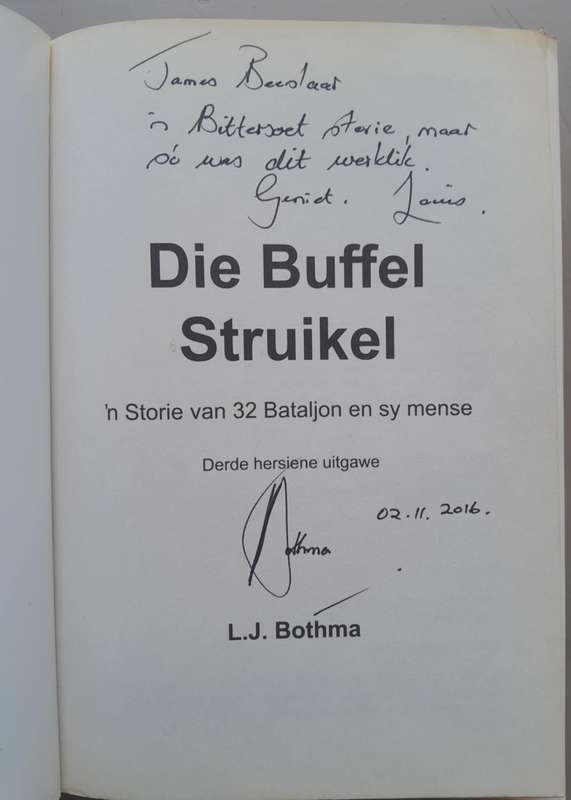 James Beeslaar
'n Bittersoet storie, maar
só was dit werklik.
Geniet. Louis.
Die Buffel
Struikel
'n Storie van 32 Bataljon en sy mense
Derde hersiene uitgawe
Bothma
02.11.2016.
L.J. Bothma